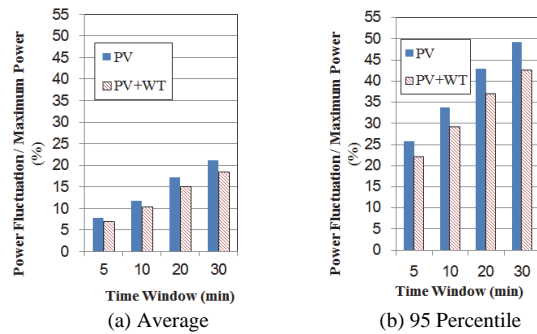 Power Fluctuation/ Maximum Power
(%)
55
50
45
40
35
30
25
20
15
10
5
0
PV
PV+WT
5 10 20 30
Time Window (min)
(a) Average
Power Fluctuation/ Maximum Power
(%)
55
50
45
40
35
30
25
20
15
10
5
0
PV
PV+WT
5 10 20 30
Time Window (min)
(b) 95 Percentile